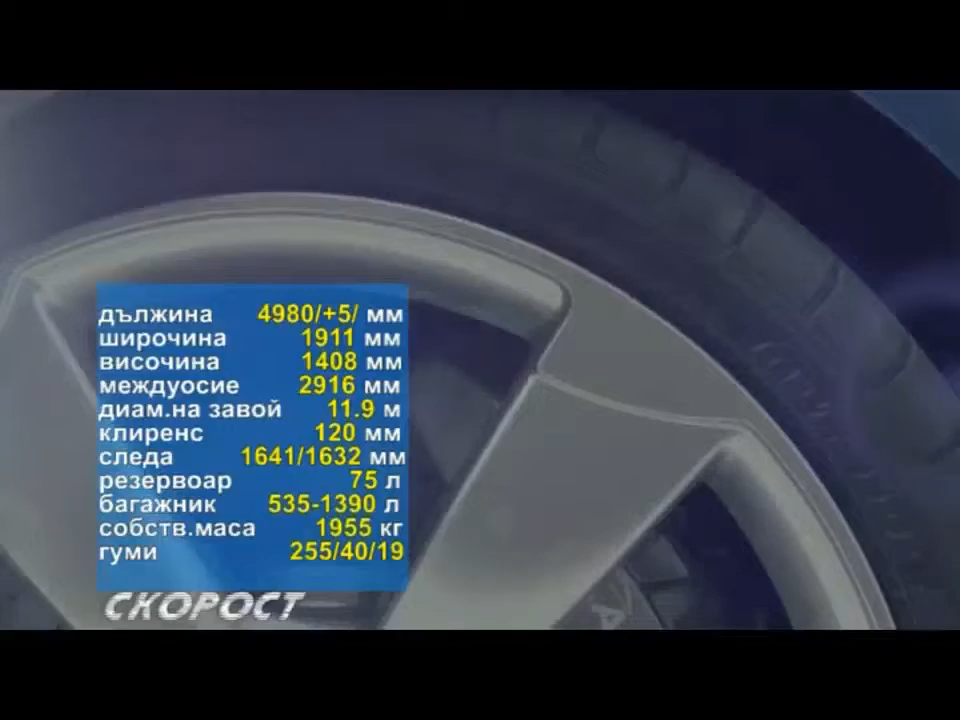 дължина 4980/+5/ мм
широчина 1911 мм
височина 1408 мм
междуосие 2916 мм
диам.на завой 11.9 м
клиренс 120 мм
следа 1641/1632 мм
резервоар 75 л
багажник 535-1390 л
собств.маса 1955 кг
гуми 255/40/19
СКОРОСТ